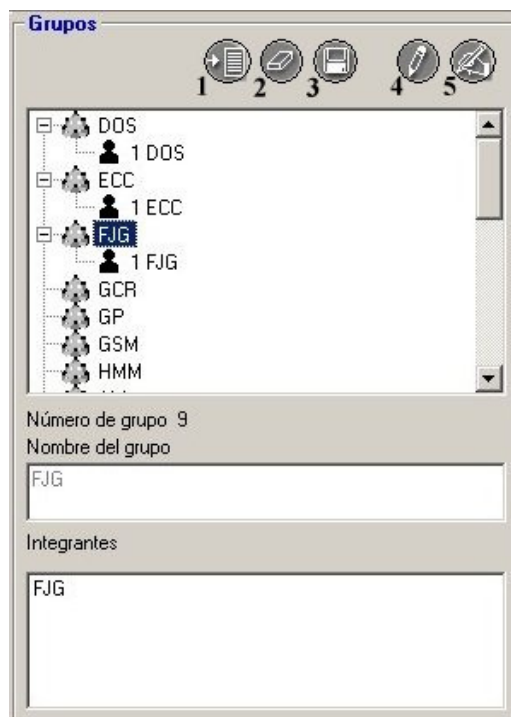 Grupos
1 2 3 4 5
DOS
1 DOS
ECC
1 ECC
FJG
1 FJG
GCR
GP
GSM
HMM
Número de grupo 9
Nombre del grupo
FJG
Integrantes
FJG